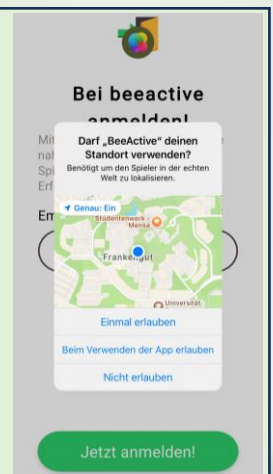 Bei beeactive
anmelden!
Darf „BeeActive“ deinen
Standort verwenden?
Benötigt um den Spieler in der echten
Welt zu lokalisieren.
Genau: Ein
Studentenwerk
Mensa
Frankengut
Universität
Einmal erlauben
Beim Verwenden der App erlauben
Nicht erlauben
Jetzt anmelden!